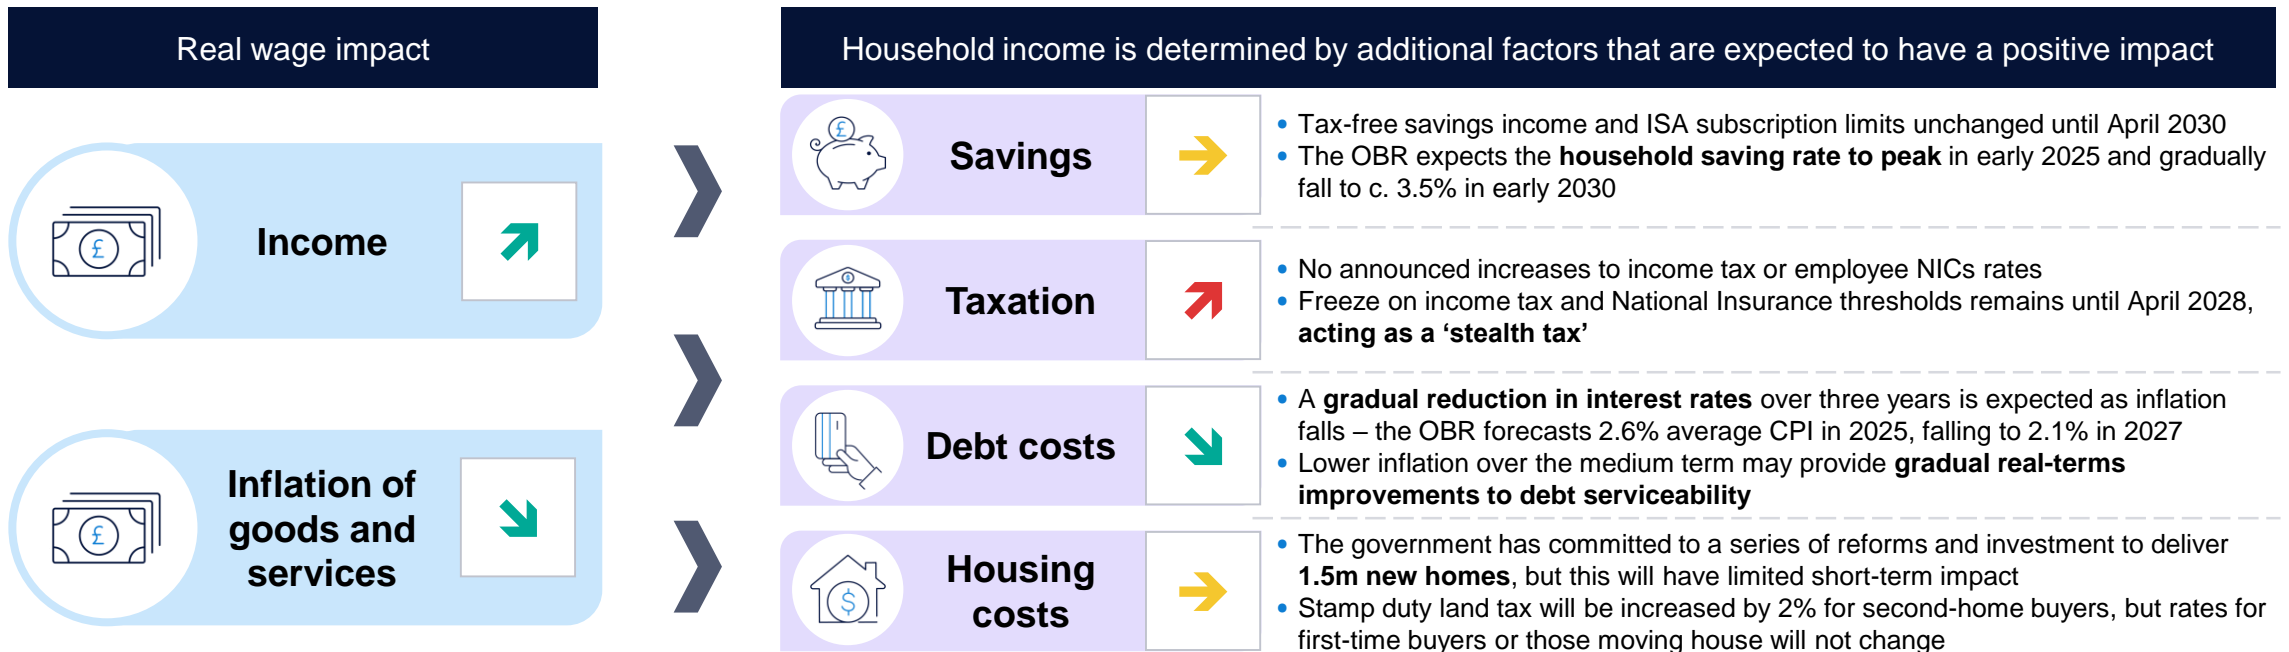 Real wage impact
Income
£
Inflation of
goods and
services
£
Household income is determined by additional factors that are expected to have a positive impact
£
Savings
• Tax-free savings income and ISA subscription limits unchanged until April 2030
• The OBR expects the household saving rate to peak in early 2025 and gradually
fall to c. 3.5% in early 2030
$
Taxation
• No announced increases to income tax or employee NICs rates
• Freeze on income tax and National Insurance thresholds remains until April 2028,
acting as a ‘stealth tax’
Debt costs
• A gradual reduction in interest rates over three years is expected as inflation
falls – the OBR forecasts 2.6% average CPI in 2025, falling to 2.1% in 2027
• Lower inflation over the medium term may provide gradual real-terms
improvements to debt serviceability
$
Housing
costs
• The government has committed to a series of reforms and investment to deliver
1.5m new homes, but this will have limited short-term impact
• Stamp duty land tax will be increased by 2% for second-home buyers, but rates for
first-time buyers or those moving house will not change